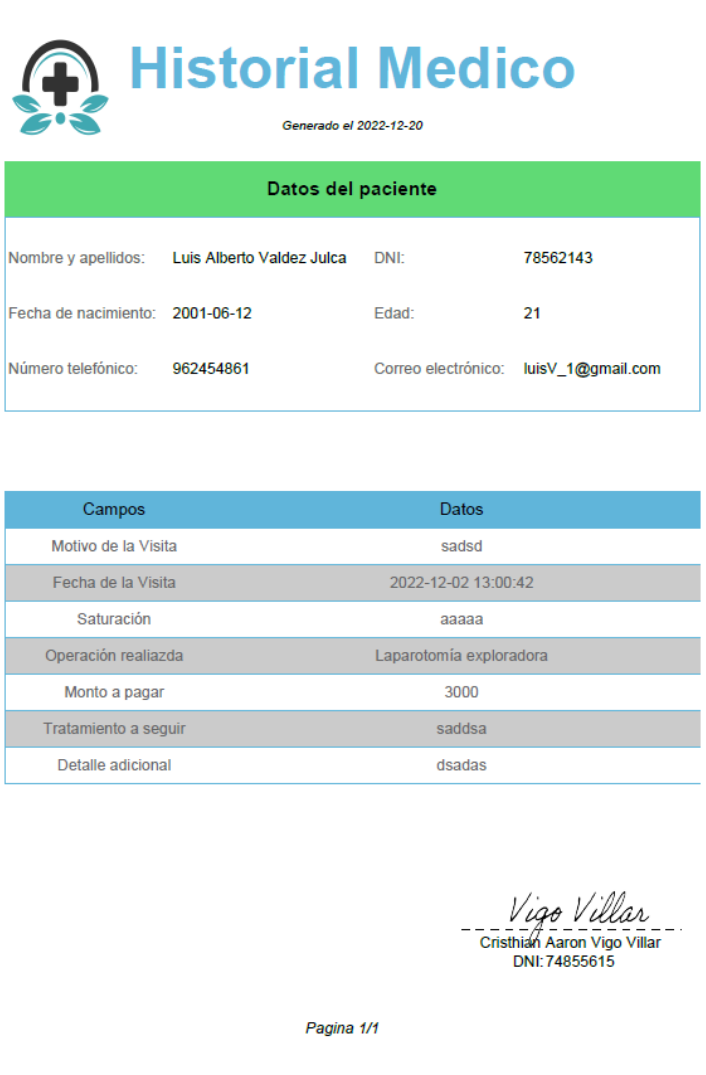 Historial Medico
Generado el 2022-12-20
Datos del paciente
Nombre y apellidos: Luis Alberto Valdez Julca DNI: 78562143
Fecha de nacimiento: 2001-06-12 Edad: 21
Número telefónico: 962454861 Correo electrónico: luisV_1@gmail.com
Campos Datos
Motivo de la Visita sadsd
Fecha de la Visita 2022-12-02 13:00:42
Saturación aaaaa
Operación realiazda Laparotomía exploradora
Monto a pagar 3000
Tratamiento a seguir saddsa
Detalle adicional dsadas
Vigo Villar
Cristhian Aaron Vigo Villar
DNI:74855615
Pagina 1/1